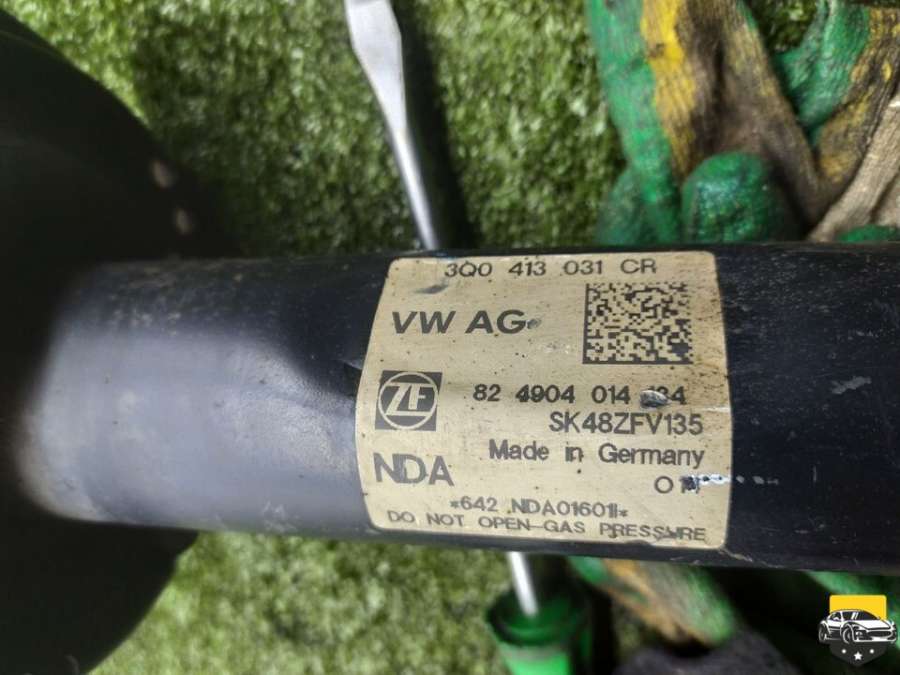 3Q0 413 031 CR
VW AG
ZF
82 4904 014
SK48ZFV135
Made in Germany
NDA
*642 NDA01601
DO NOT OPEN-GAS PRESSURE